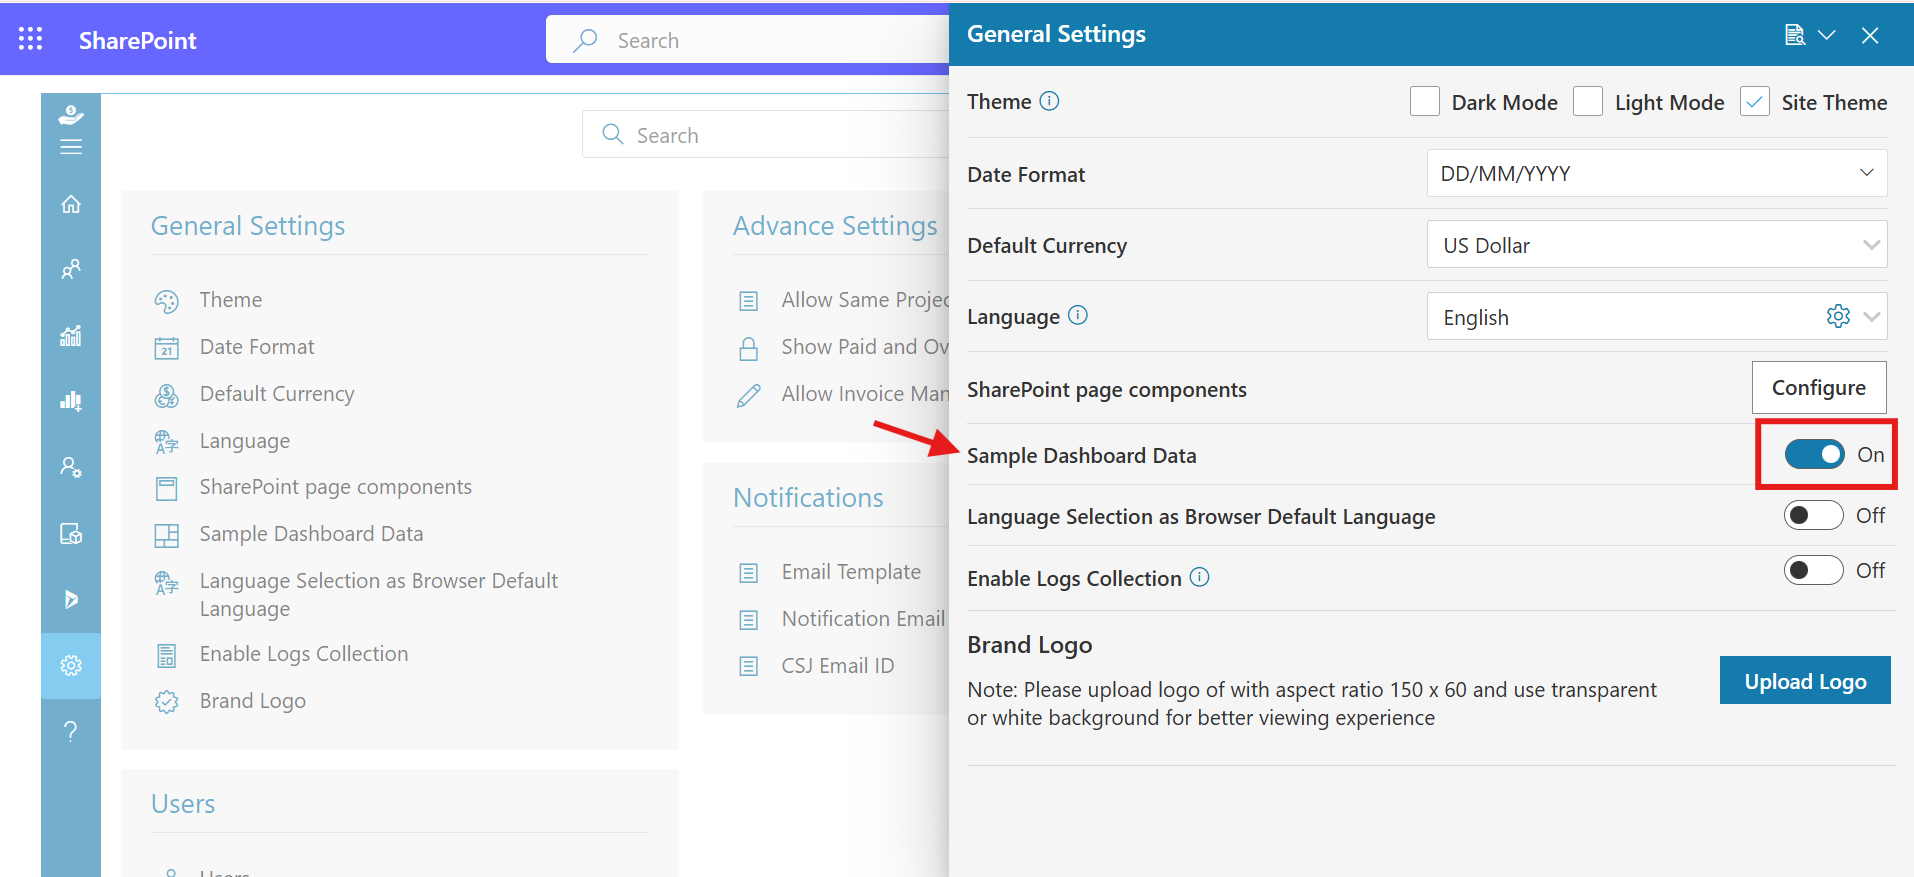 SharePoint
Search
Search
General Settings
Theme
Date Format
21
Default Currency
Language
SharePoint page components
Sample Dashboard Data
Language Selection as Browser Default
Language
Enable Logs Collection
Brand Logo
Users
Advance Settings
Allow Same Projec
Show Paid and Ov
Allow Invoice Man
Notifications
Email Template
Notification Email
CSJ Email ID
General Settings
Theme
Dark Mode
Light Mode
Site Theme
Date Format
DD/MM/YYYY
Default Currency
US Dollar
Language
English
SharePoint page components
Configure
Sample Dashboard Data
On
Language Selection as Browser Default Language
Off
Enable Logs Collection
Off
Brand Logo
Note: Please upload logo of with aspect ratio 150 x 60 and use transparent
or white background for better viewing experience
Upload Logo